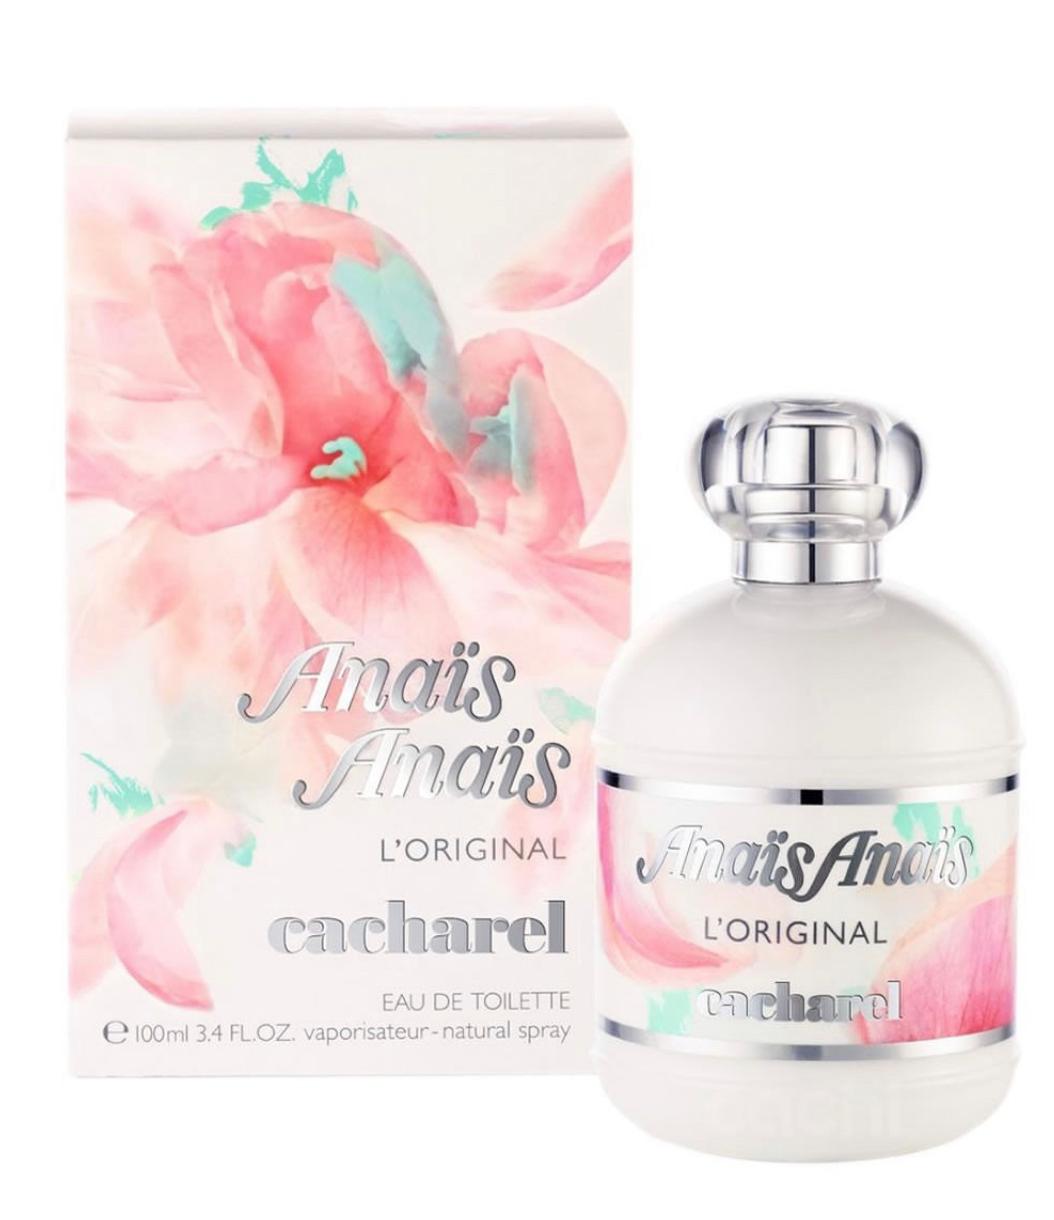 Anaïs
Anaïs
L'ORIGINAL
cacharel
EAU DE TOILETTE
℮ 100ml 3.4 FL.OZ. vaporisateur - natural spray
AnaïsAnaïs
L'ORIGINAL
cacharel